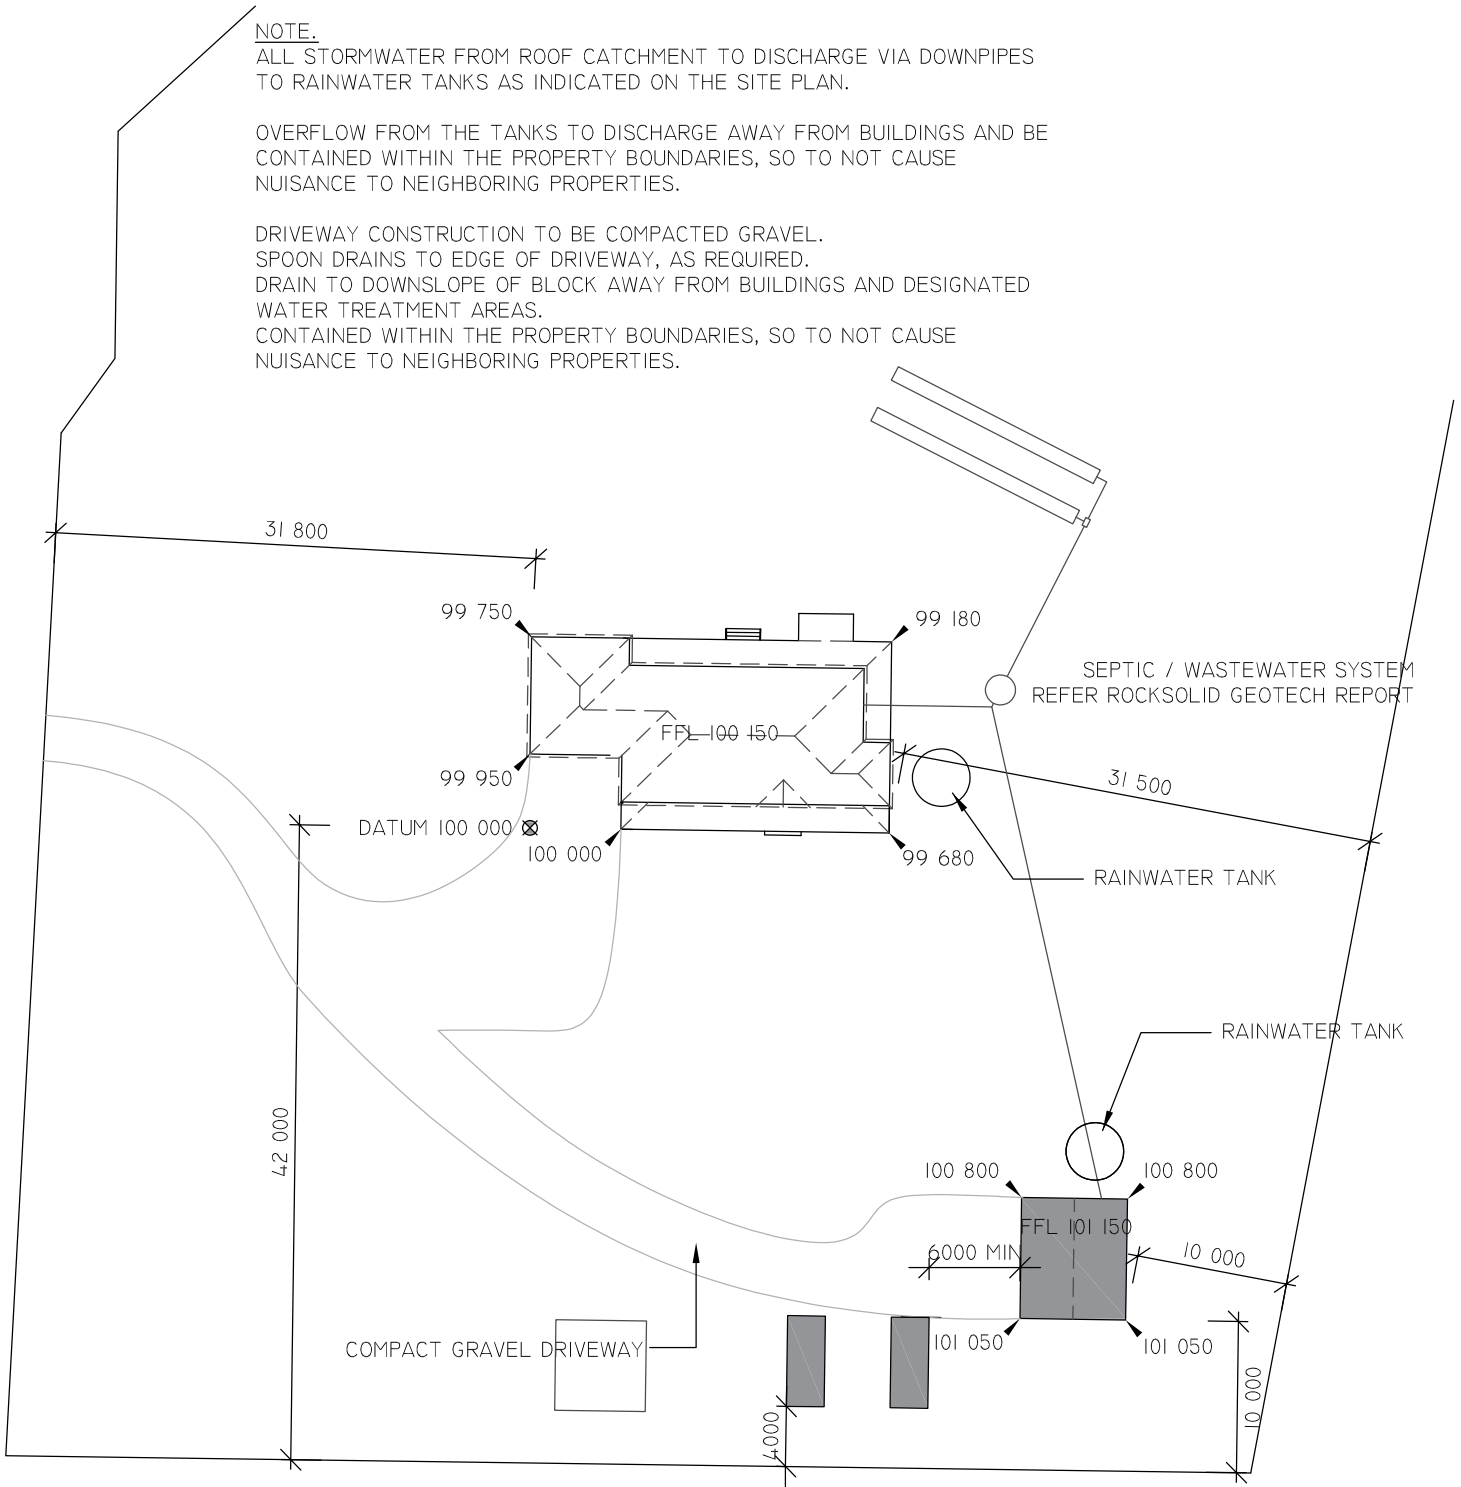 NOTE.
ALL STORMWATER FROM ROOF CATCHMENT TO DISCHARGE VIA DOWNPIPES
TO RAINWATER TANKS AS INDICATED ON THE SITE PLAN.
OVERFLOW FROM THE TANKS TO DISCHARGE AWAY FROM BUILDINGS AND BE
CONTAINED WITHIN THE PROPERTY BOUNDARIES, SO TO NOT CAUSE
NUISANCE TO NEIGHBORING PROPERTIES.
DRIVEWAY CONSTRUCTION TO BE COMPACTED GRAVEL.
SPOON DRAINS TO EDGE OF DRIVEWAY, AS REQUIRED.
DRAIN TO DOWNSLOPE OF BLOCK AWAY FROM BUILDINGS AND DESIGNATED
WATER TREATMENT AREAS.
CONTAINED WITHIN THE PROPERTY BOUNDARIES, SO TO NOT CAUSE
NUISANCE TO NEIGHBORING PROPERTIES.
31 800
99 750
99 180
SEPTIC / WASTEWATER SYSTEM
REFER ROCKSOLID GEOTECH REPORT
FFL 100 150
99 950
31 500
DATUM 100 000
100 000
99 680
RAINWATER TANK
RAINWATER TANK
42 000
100 800
100 800
FFL 101 150
6000 MIN
10 000
101 050
101 050
COMPACT GRAVEL DRIVEWAY
4000
10 000